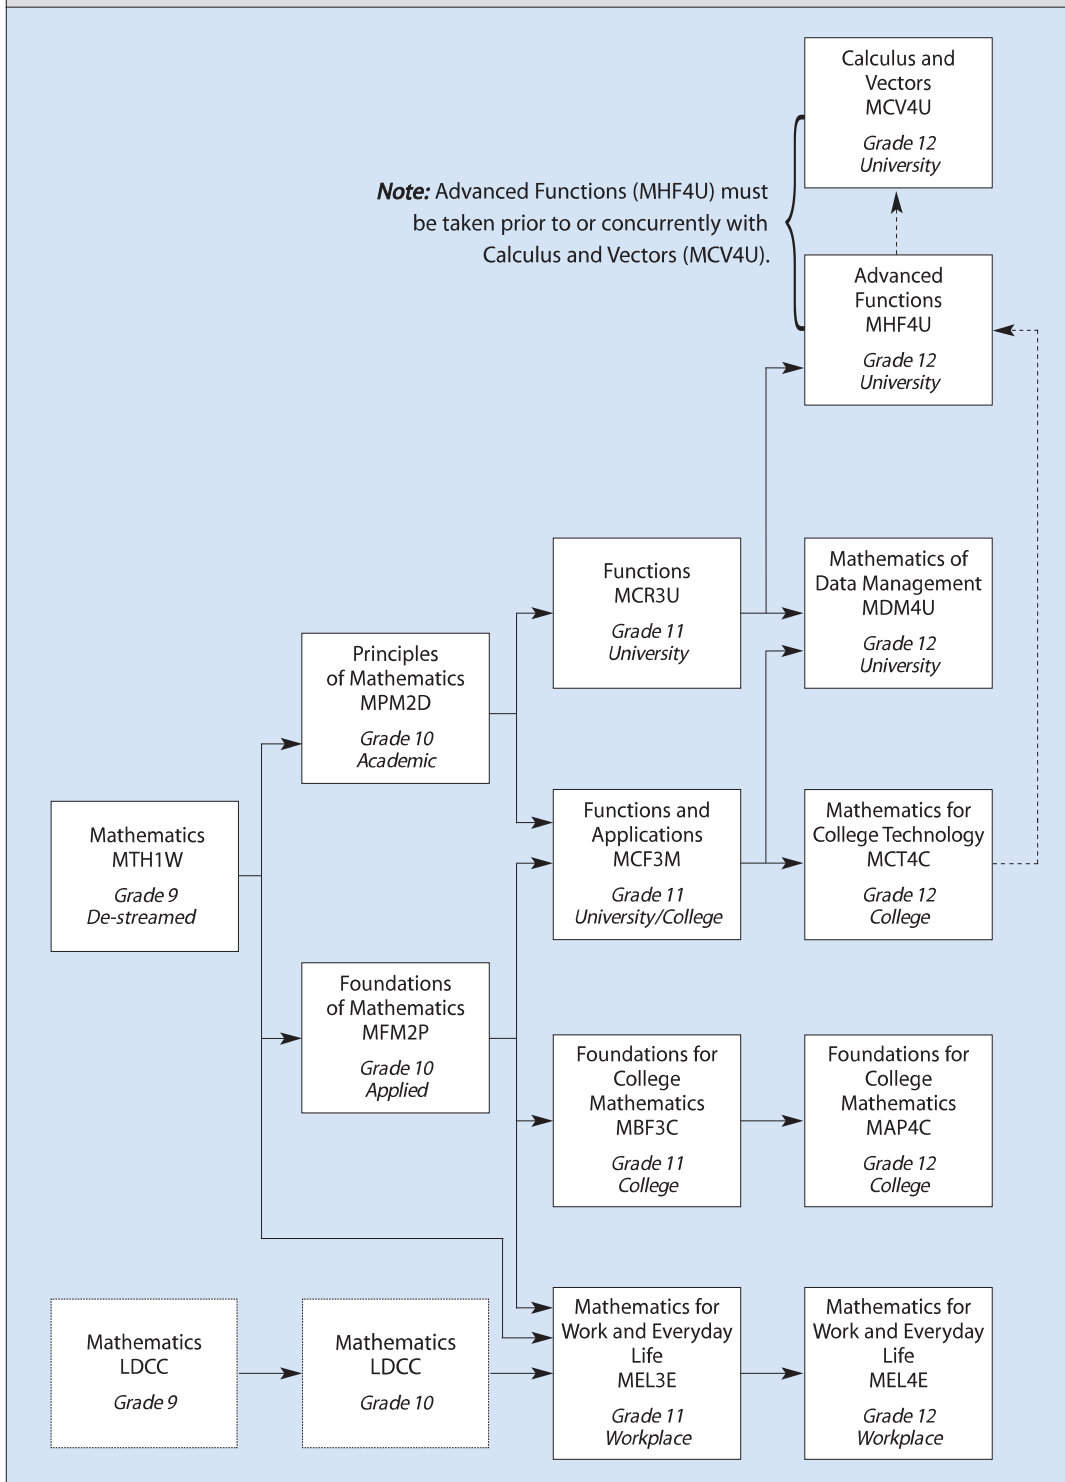 Calculus and
Vectors
MCV4U
Grade 12
University
Note: Advanced Functions (MHF4U) must
be taken prior to or concurrently with
Calculus and Vectors (MCV4U).
Advanced
Functions
MHF4U
Grade 12
University
Functions
MCR3U
Grade 11
University
Mathematics of
Data Management
MDM4U
Grade 12
University
Principles
of Mathematics
MPM2D
Grade 10
Academic
Mathematics
MTH1W
Grade 9
De-streamed
Functions and
Applications
MCF3M
Grade 11
University/College
Mathematics for
College Technology
MCT4C
Grade 12
College
Foundations
of Mathematics
MFM2P
Grade 10
Applied
Foundations for
College
Mathematics
MBF3C
Grade 11
College
Foundations for
College
Mathematics
MAP4C
Grade 12
College
Mathematics
LDCC
Grade 9
Mathematics
LDCC
Grade 10
Mathematics for
Work and Everyday
Life
MEL3E
Grade 11
Workplace
Mathematics for
Work and Everyday
Life
MEL4E
Grade 12
Workplace